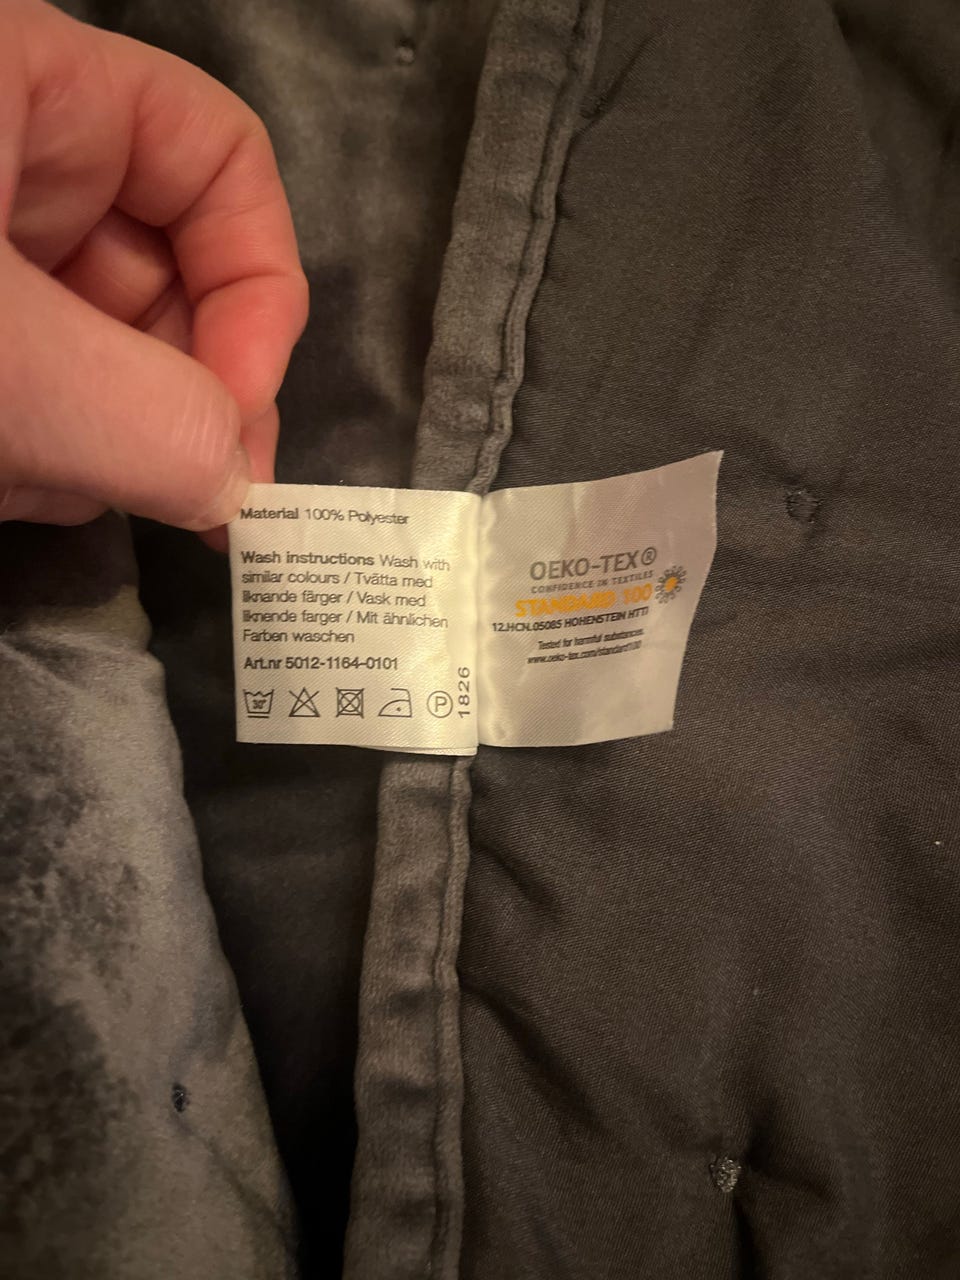 Material 100% Polyester
Wash instructions Wash with
similar colours / Tvätta med
liknande färger / Vask med
liknende farger / Mit ähnlichen
Farben waschen
Art.nr 5012-1164-0101
30°
P
1826
OEKO-TEX®
CONFIDENCE IN TEXTILES
STANDARD 100
12.HCN.05085 HOHENSTEIN HTTI
Tested for harmful substances.
www.oeko-tex.com/standard100